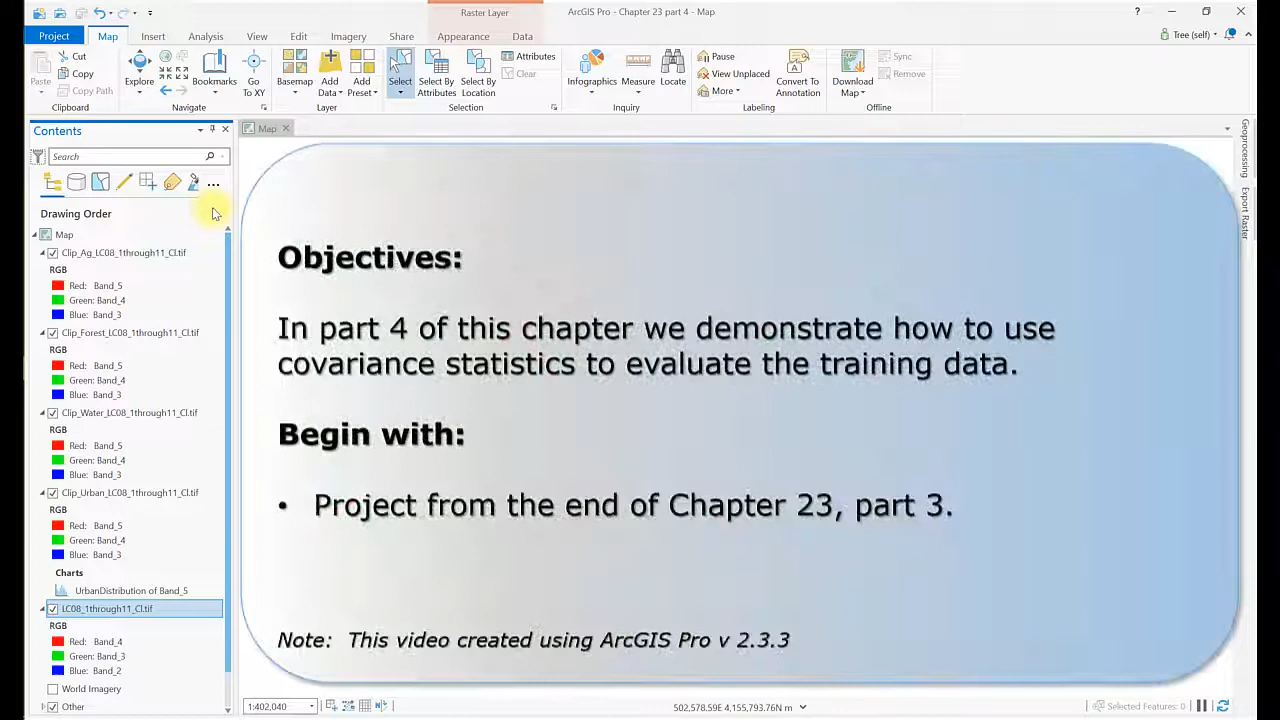 Raster Layer
ArcGIS Pro - Chapter 23 part 4 - Map
?
Project
Map
Insert
Analysis
View
Edit
Imagery
Share
Appearance
Data
Tree (self)
Paste
Cut
Copy
Copy Path
Clipboard
Explore
Bookmarks
Go To XY
Navigate
Basemap
Add Data
Add Preset
Layer
Select
Select By Attributes
Select By Location
Attributes
Clear
Selection
Infographics
Measure
Locate
Inquiry
Pause
View Unplaced
More
Convert To Annotation
Labeling
Download Map
Sync
Remove
Offline
Contents
Search
Drawing Order
Map
Clip_Ag_LC08_1through11_Cl.tif
RGB
Red: Band_5
Green: Band_4
Blue: Band_3
Clip_Forest_LC08_1through11_Cl.tif
RGB
Red: Band_5
Green: Band_4
Blue: Band_3
Clip_Water_LC08_1through11_Cl.tif
RGB
Red: Band_5
Green: Band_4
Blue: Band_3
Clip_Urban_LC08_1through11_Cl.tif
RGB
Red: Band_5
Green: Band_4
Blue: Band_3
Charts
UrbanDistribution of Band_5
LC08_1through11_Cl.tif
RGB
Red: Band_4
Green: Band_3
Blue: Band_2
World Imagery
Other
Map
Objectives:
In part 4 of this chapter we demonstrate how to use
covariance statistics to evaluate the training data.
Begin with:
• Project from the end of Chapter 23, part 3.
Note: This video created using ArcGIS Pro v 2.3.3
1:402,040
502,578.59E 4,155,793.76N m
Selected Features: 0
Geoprocessing
Export Raster